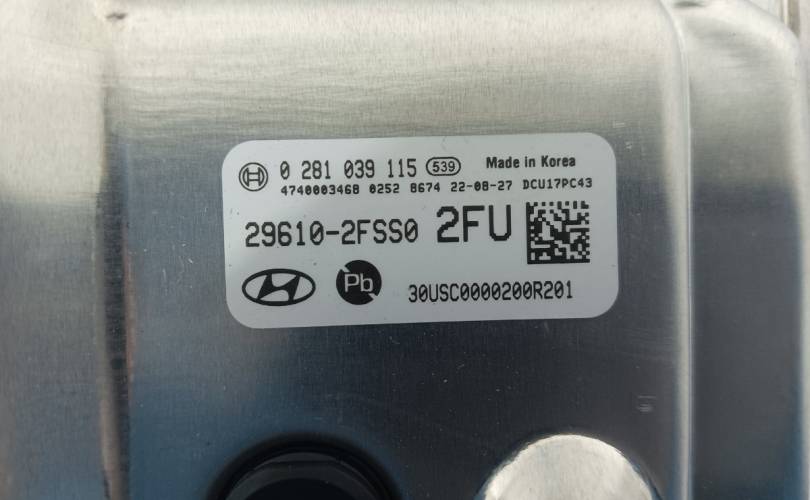 0 281 039 115 539 Made in Korea
4740003468 0252 8674 22-08-27 DCU17PC43
29610-2FSS0 2FU
Pb
30USC0000200R201